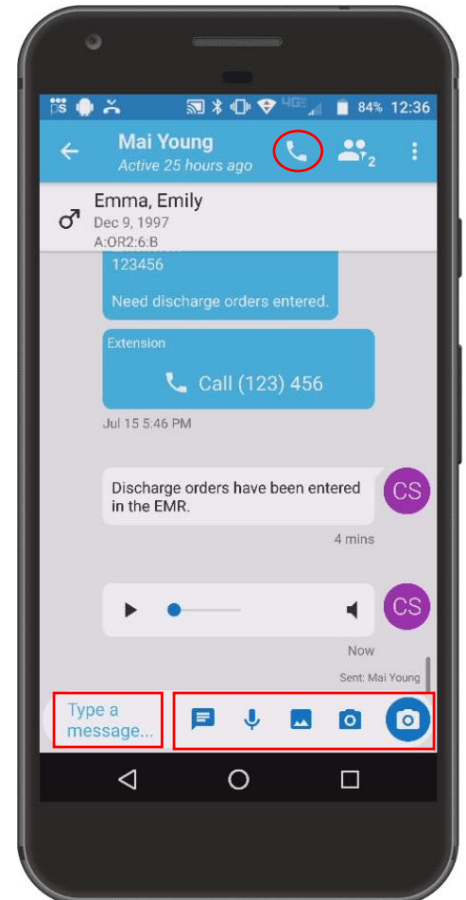 4G 84% 12:36
Mai Young
Active 25 hours ago
2
Emma, Emily
Dec 9, 1997
A:OR2:6:B
123456
Need discharge orders entered.
Extension
Call (123) 456
Jul 15 5:46 PM
Discharge orders have been entered
in the EMR.
CS
4 mins
CS
Now
Sent: Mai Young
Type a
message...